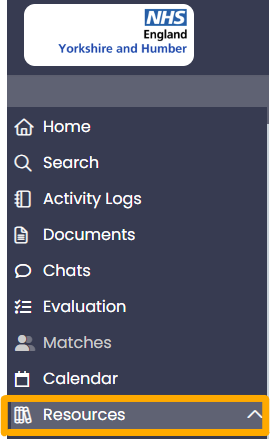 NHS
England
Yorkshire and Humber
Home
Search
Activity Logs
Documents
Chats
Evaluation
Matches
Calendar
Resources